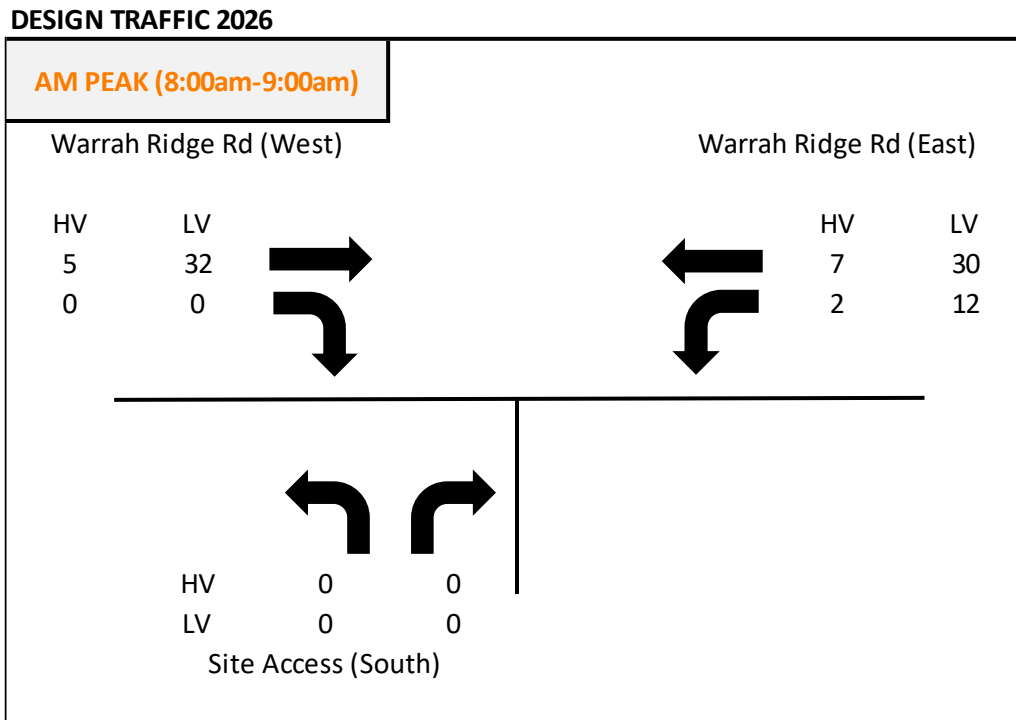 DESIGN TRAFFIC 2026
AM PEAK (8:00am-9:00am)
Warrah Ridge Rd (West) Warrah Ridge Rd (East)
HV LV HV LV
5 32 7 30
0 0 2 12
HV 0 0
LV 0 0
Site Access (South)